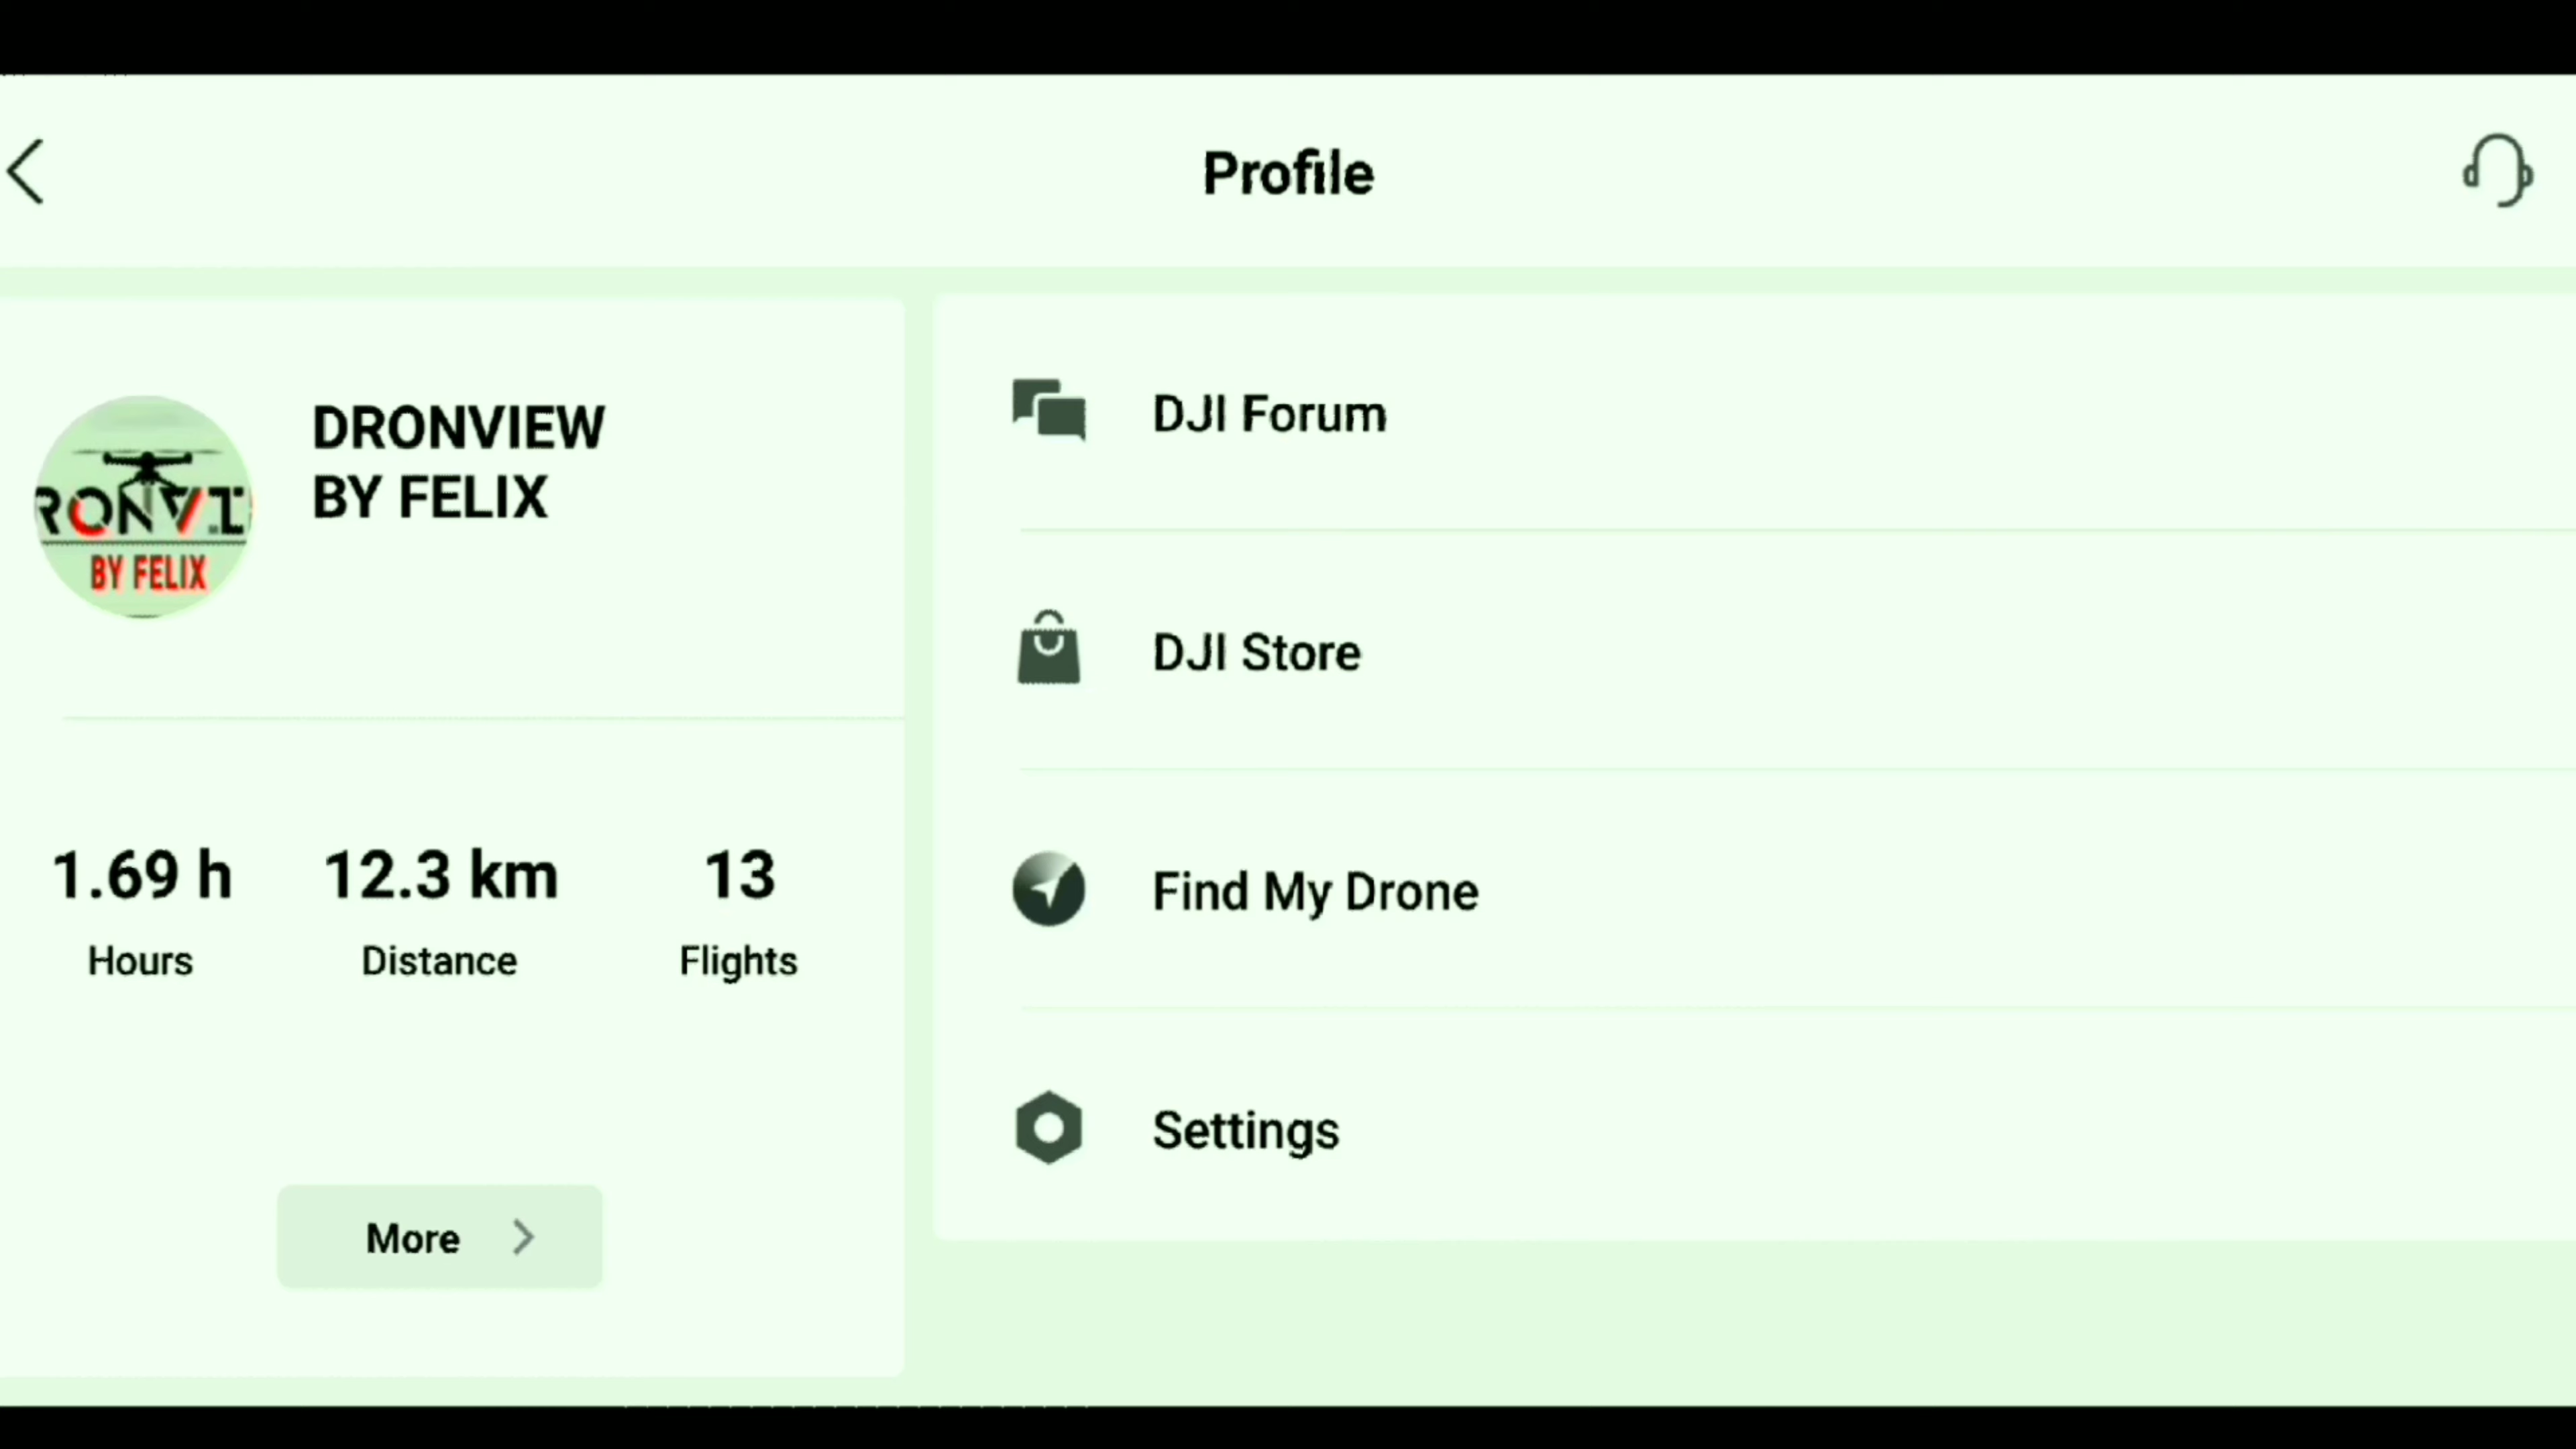 Profile
DRONVIEW
BY FELIX
RONVI
BY FELIX
1.69 h
Hours
12.3 km
Distance
13
Flights
More
DJI Forum
DJI Store
Find My Drone
Settings